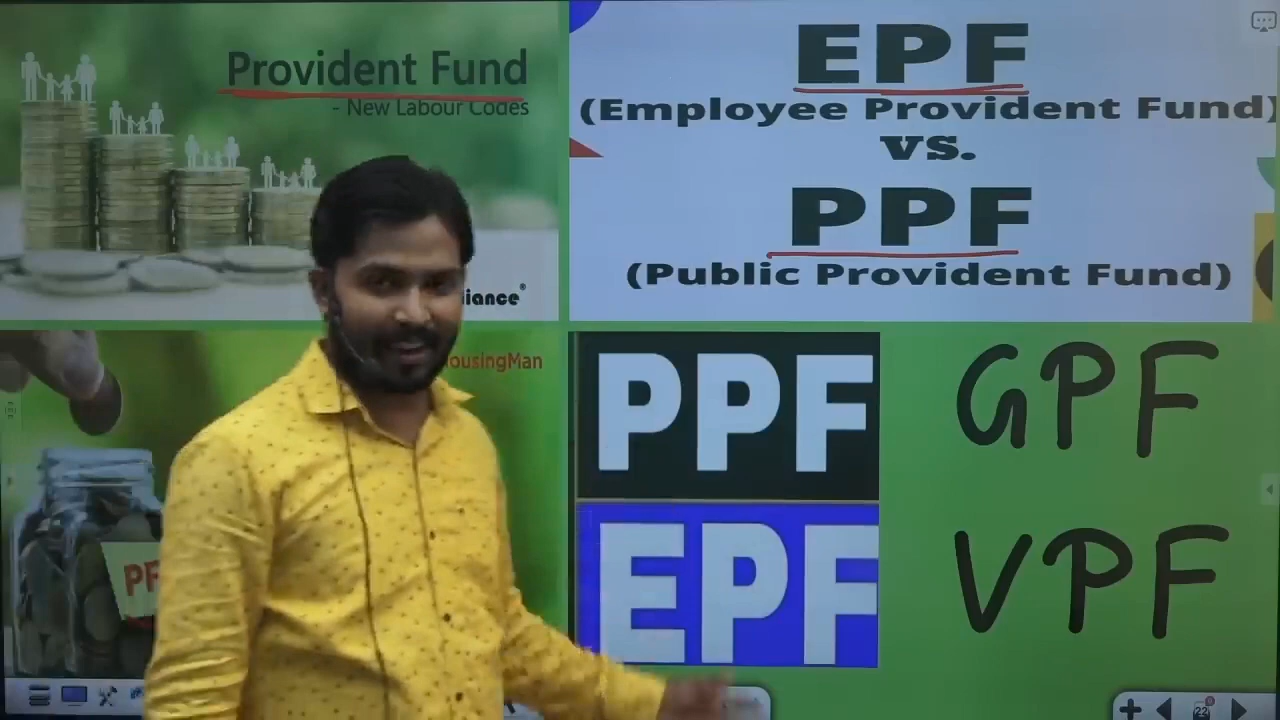 Provident Fund
- New Labour Codes
iance®
EPF
(Employee Provident Fund)
vs.
PPF
(Public Provident Fund)
ousingMan
PF
PPF
EPF
GPF
VPF
22